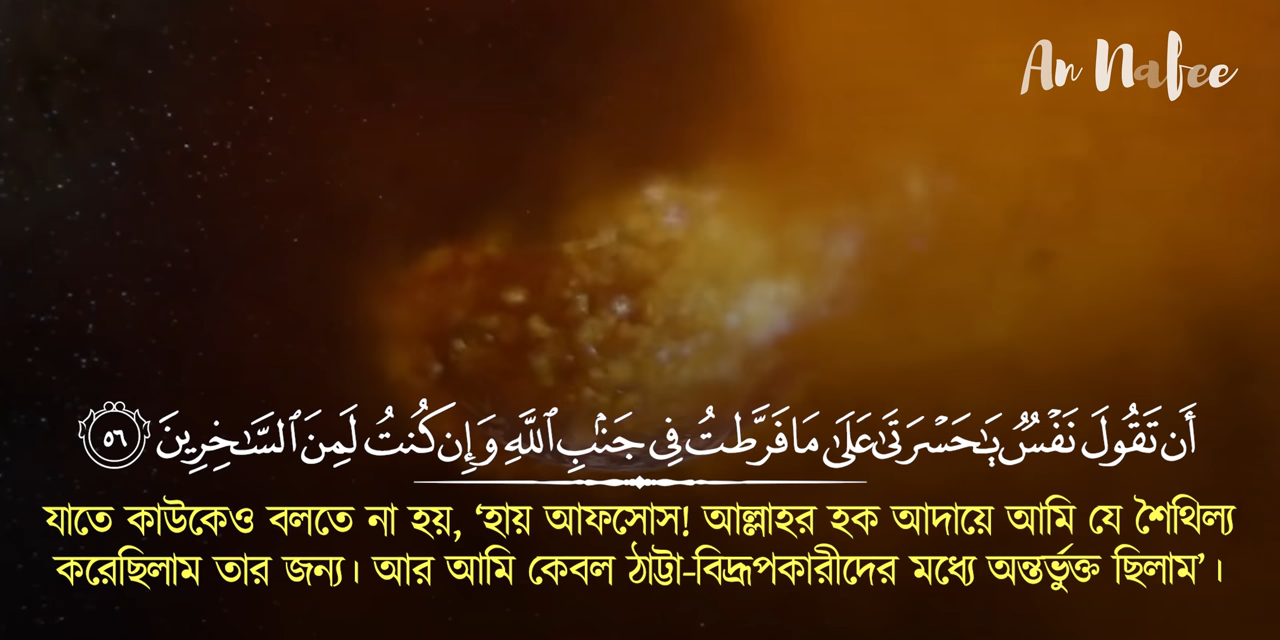 An Nafee
أَن تَقُولَ نَفْسٌ يَٰحَسْرَتَىٰ عَلَىٰ مَا فَرَّطتُ فِى جَنۢبِ ٱللَّهِ وَإِن كُنتُ لَمِنَ ٱلسَّٰخِرِينَ ٥٦
যাতে কাউকেও বলতে না হয়, ‘হায় আফসোস! আল্লাহর হক আদায়ে আমি যে শৈথিল্য
করেছিলাম তার জন্য। আর আমি কেবল ঠাট্টা-বিদ্রূপকারীদের মধ্যে অন্তর্ভুক্ত ছিলাম’।